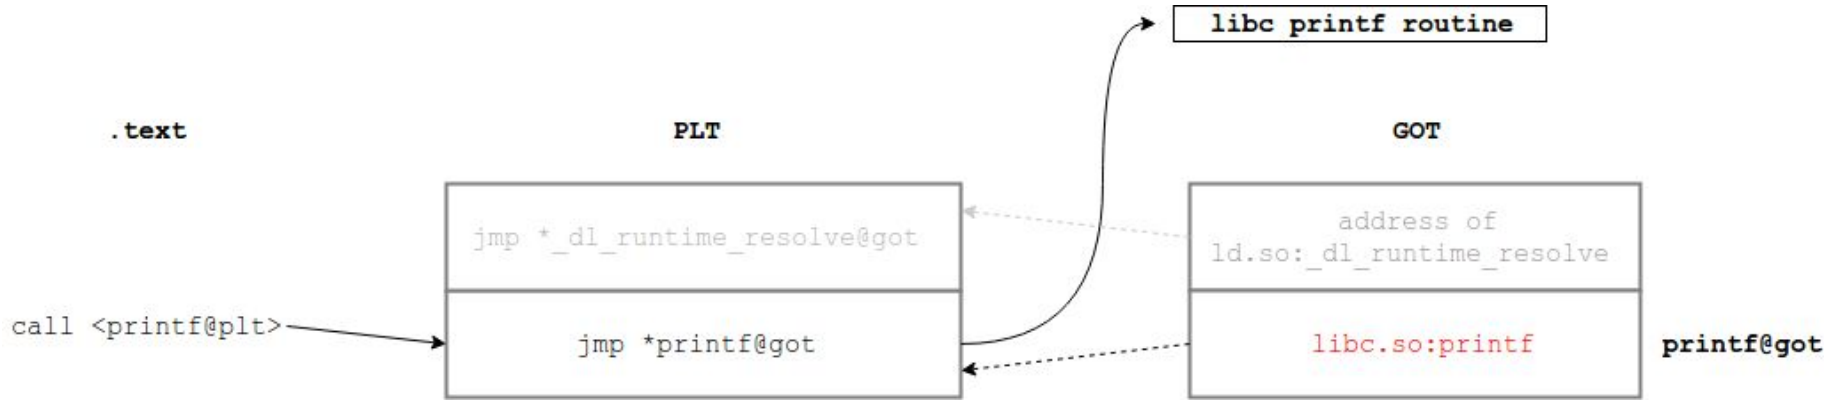 libc printf routine
.text
PLT
GOT
jmp *_dl_runtime_resolve@got
address of
ld.so:_dl_runtime_resolve
call <printf@plt>
jmp *printf@got
libc.so:printf
printf@got